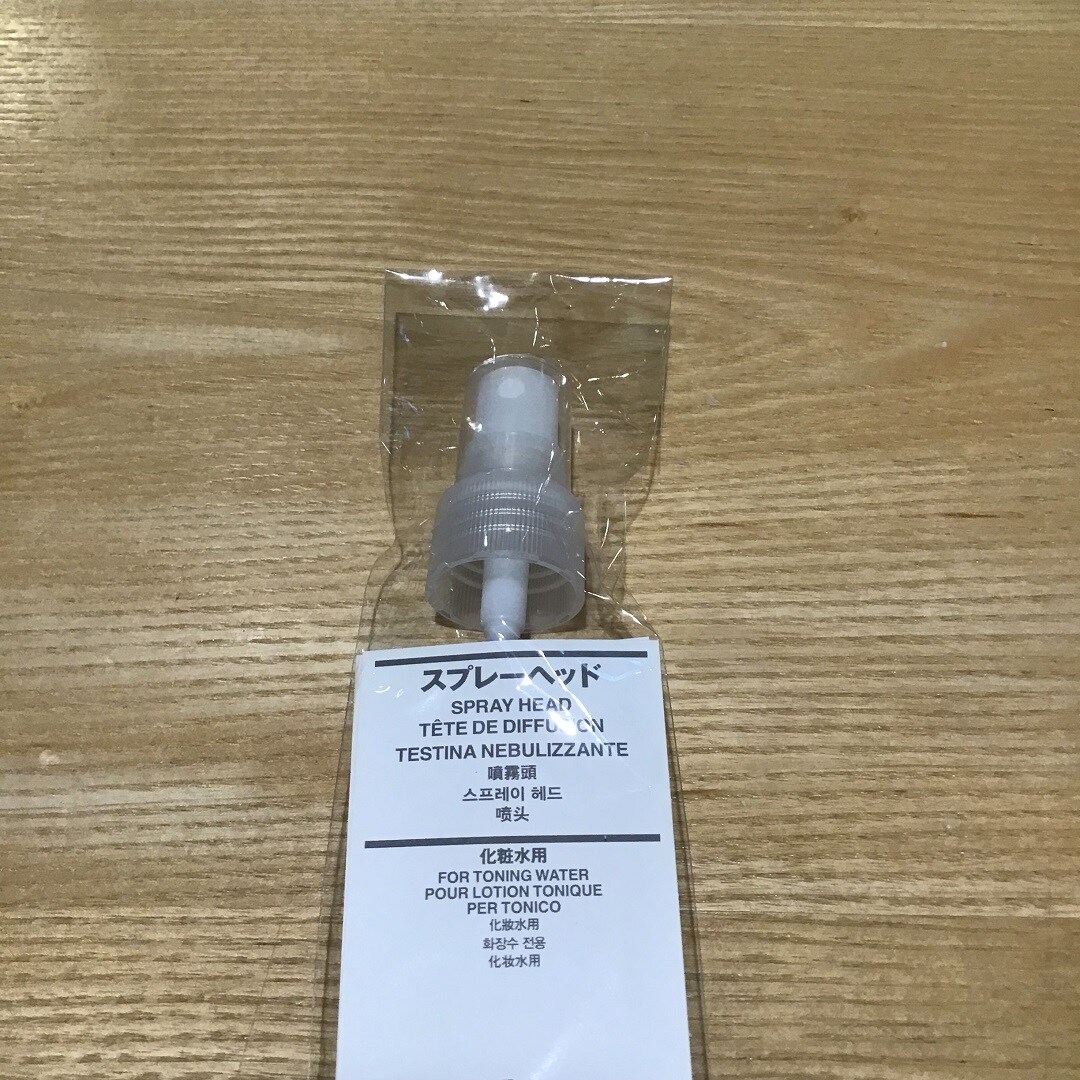 スプレーヘッド
SPRAY HEAD
TÊTE DE DIFFUSION
TESTINA NEBULIZZANTE
噴霧頭
스프레이 헤드
喷头
化粧水用
FOR TONING WATER
POUR LOTION TONIQUE
PER TONICO
化妝水用
화장수 전용
化妆水用